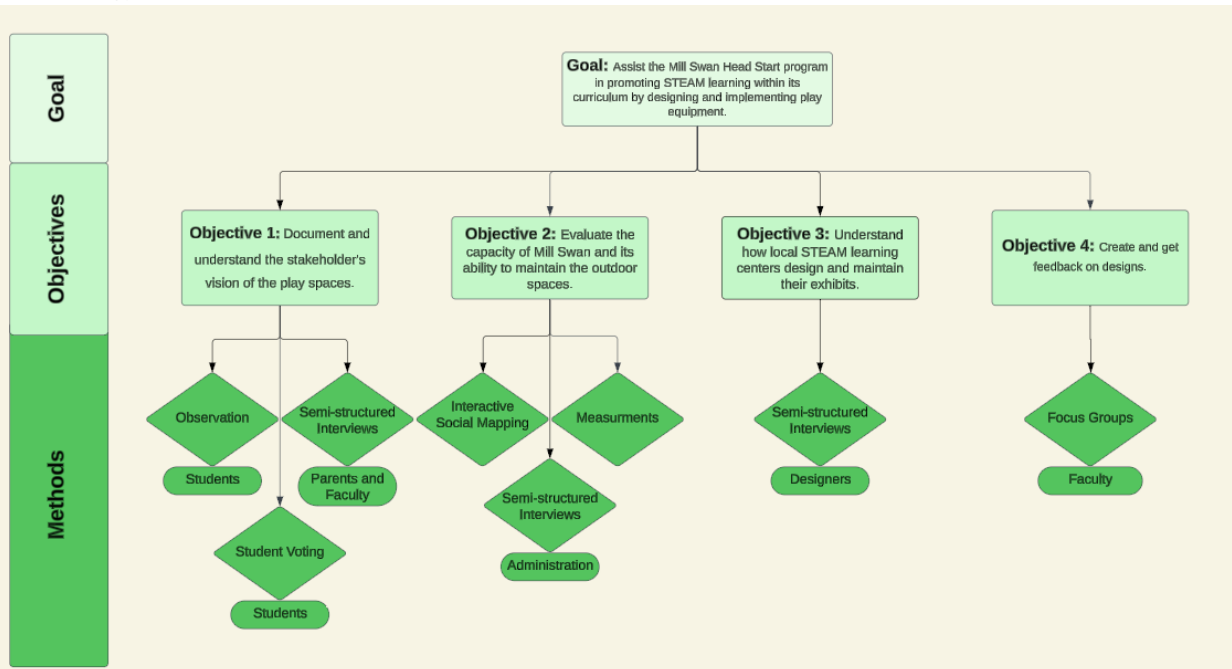 Goal
Goal: Assist the Mill Swan Head Start program
in promoting STEAM learning within its
curriculum by designing and implementing play
equipment.
Objectives
Objective 1: Document and
understand the stakeholder's
vision of the play spaces.
Objective 2: Evaluate the
capacity of Mill Swan and its
ability to maintain the outdoor
spaces.
Objective 3: Understand
how local STEAM learning
centers design and maintain
their exhibits.
Objective 4: Create and get
feedback on designs.
Methods
Observation
Students
Semi-structured
Interviews
Parents and
Faculty
Student Voting
Students
Interactive
Social Mapping
Measurments
Semi-structured
Interviews
Administration
Semi-structured
Interviews
Designers
Focus Groups
Faculty